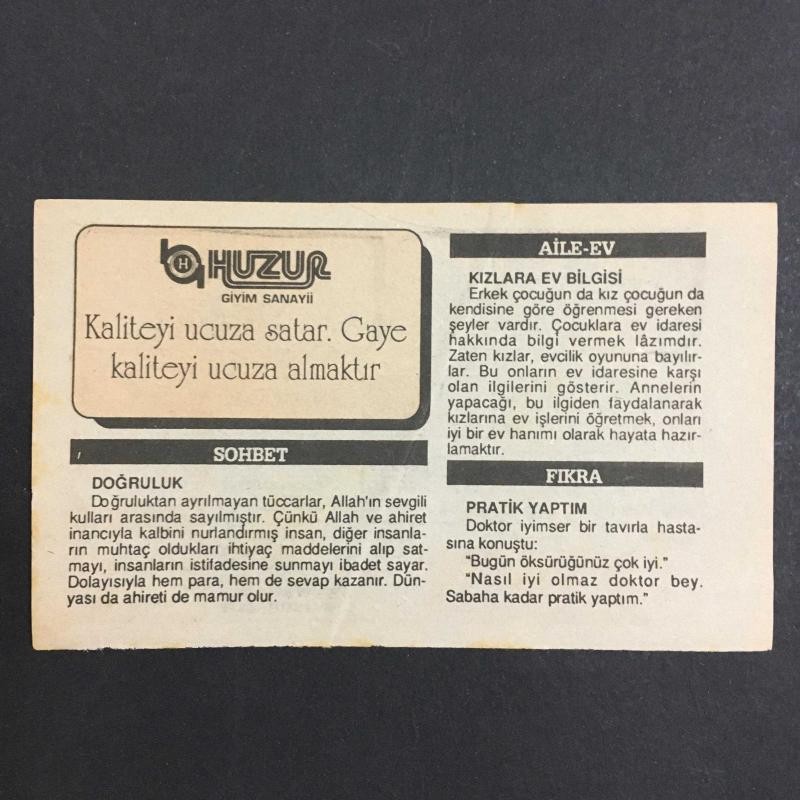 H
HUZUR
GİYİM SANAYİİ
Kaliteyi ucuza satar. Gaye
kaliteyi ucuza almaktır
SOHBET
DOĞRULUK
Doğruluktan ayrılmayan tüccarlar, Allah'ın sevgili
kulları arasında sayılmıştır. Çünkü Allah ve ahiret
inancıyla kalbini nurlandırmış insan, diğer insanla-
rın muhtaç oldukları ihtiyaç maddelerini alıp sat-
mayı, insanların istifadesine sunmayı ibadet sayar.
Dolayısıyla hem para, hem de sevap kazanır. Dün-
yası da ahireti de mamur olur.
AİLE-EV
KIZLARA EV BİLGİSİ
Erkek çocuğun da kız çocuğun da
kendisine göre öğrenmesi gereken
şeyler vardır. Çocuklara ev idaresi
hakkında bilgi vermek lâzımdır.
Zaten kızlar, evcilik oyununa bayılır-
lar. Bu onların ev idaresine karşı
olan ilgilerini gösterir. Annelerin
yapacağı, bu ilgiden faydalanarak
kızlarına ev işlerini öğretmek, onları
iyi bir ev hanımı olarak hayata hazır-
lamaktır.
FIKRA
PRATİK YAPTIM
Doktor iyimser bir tavırla hasta-
sına konuştu:
"Bugün öksürüğünüz çok iyi."
"Nasıl iyi olmaz doktor bey.
Sabaha kadar pratik yaptım."